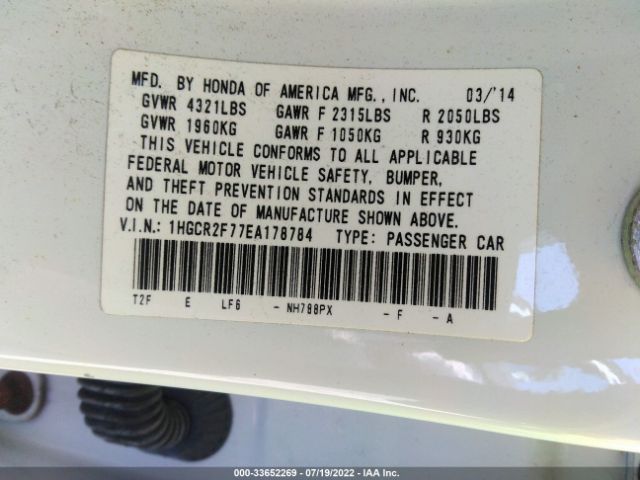 MFD. BY HONDA OF AMERICA MFG., INC. 03/'14
GVWR 4321LBS GAWR F 2315LBS R 2050LBS
GVWR 1960KG GAWR F 1050KG R 930KG
THIS VEHICLE CONFORMS TO ALL APPLICABLE
FEDERAL MOTOR VEHICLE SAFETY, BUMPER,
AND THEFT PREVENTION STANDARDS IN EFFECT
ON THE DATE OF MANUFACTURE SHOWN ABOVE.
V.I.N.: 1HGCR2F77EA178784 TYPE: PASSENGER CAR
T2F E LF6 - NH788PX - F - A
000-33652269 - 07/19/2022 - IAA Inc.